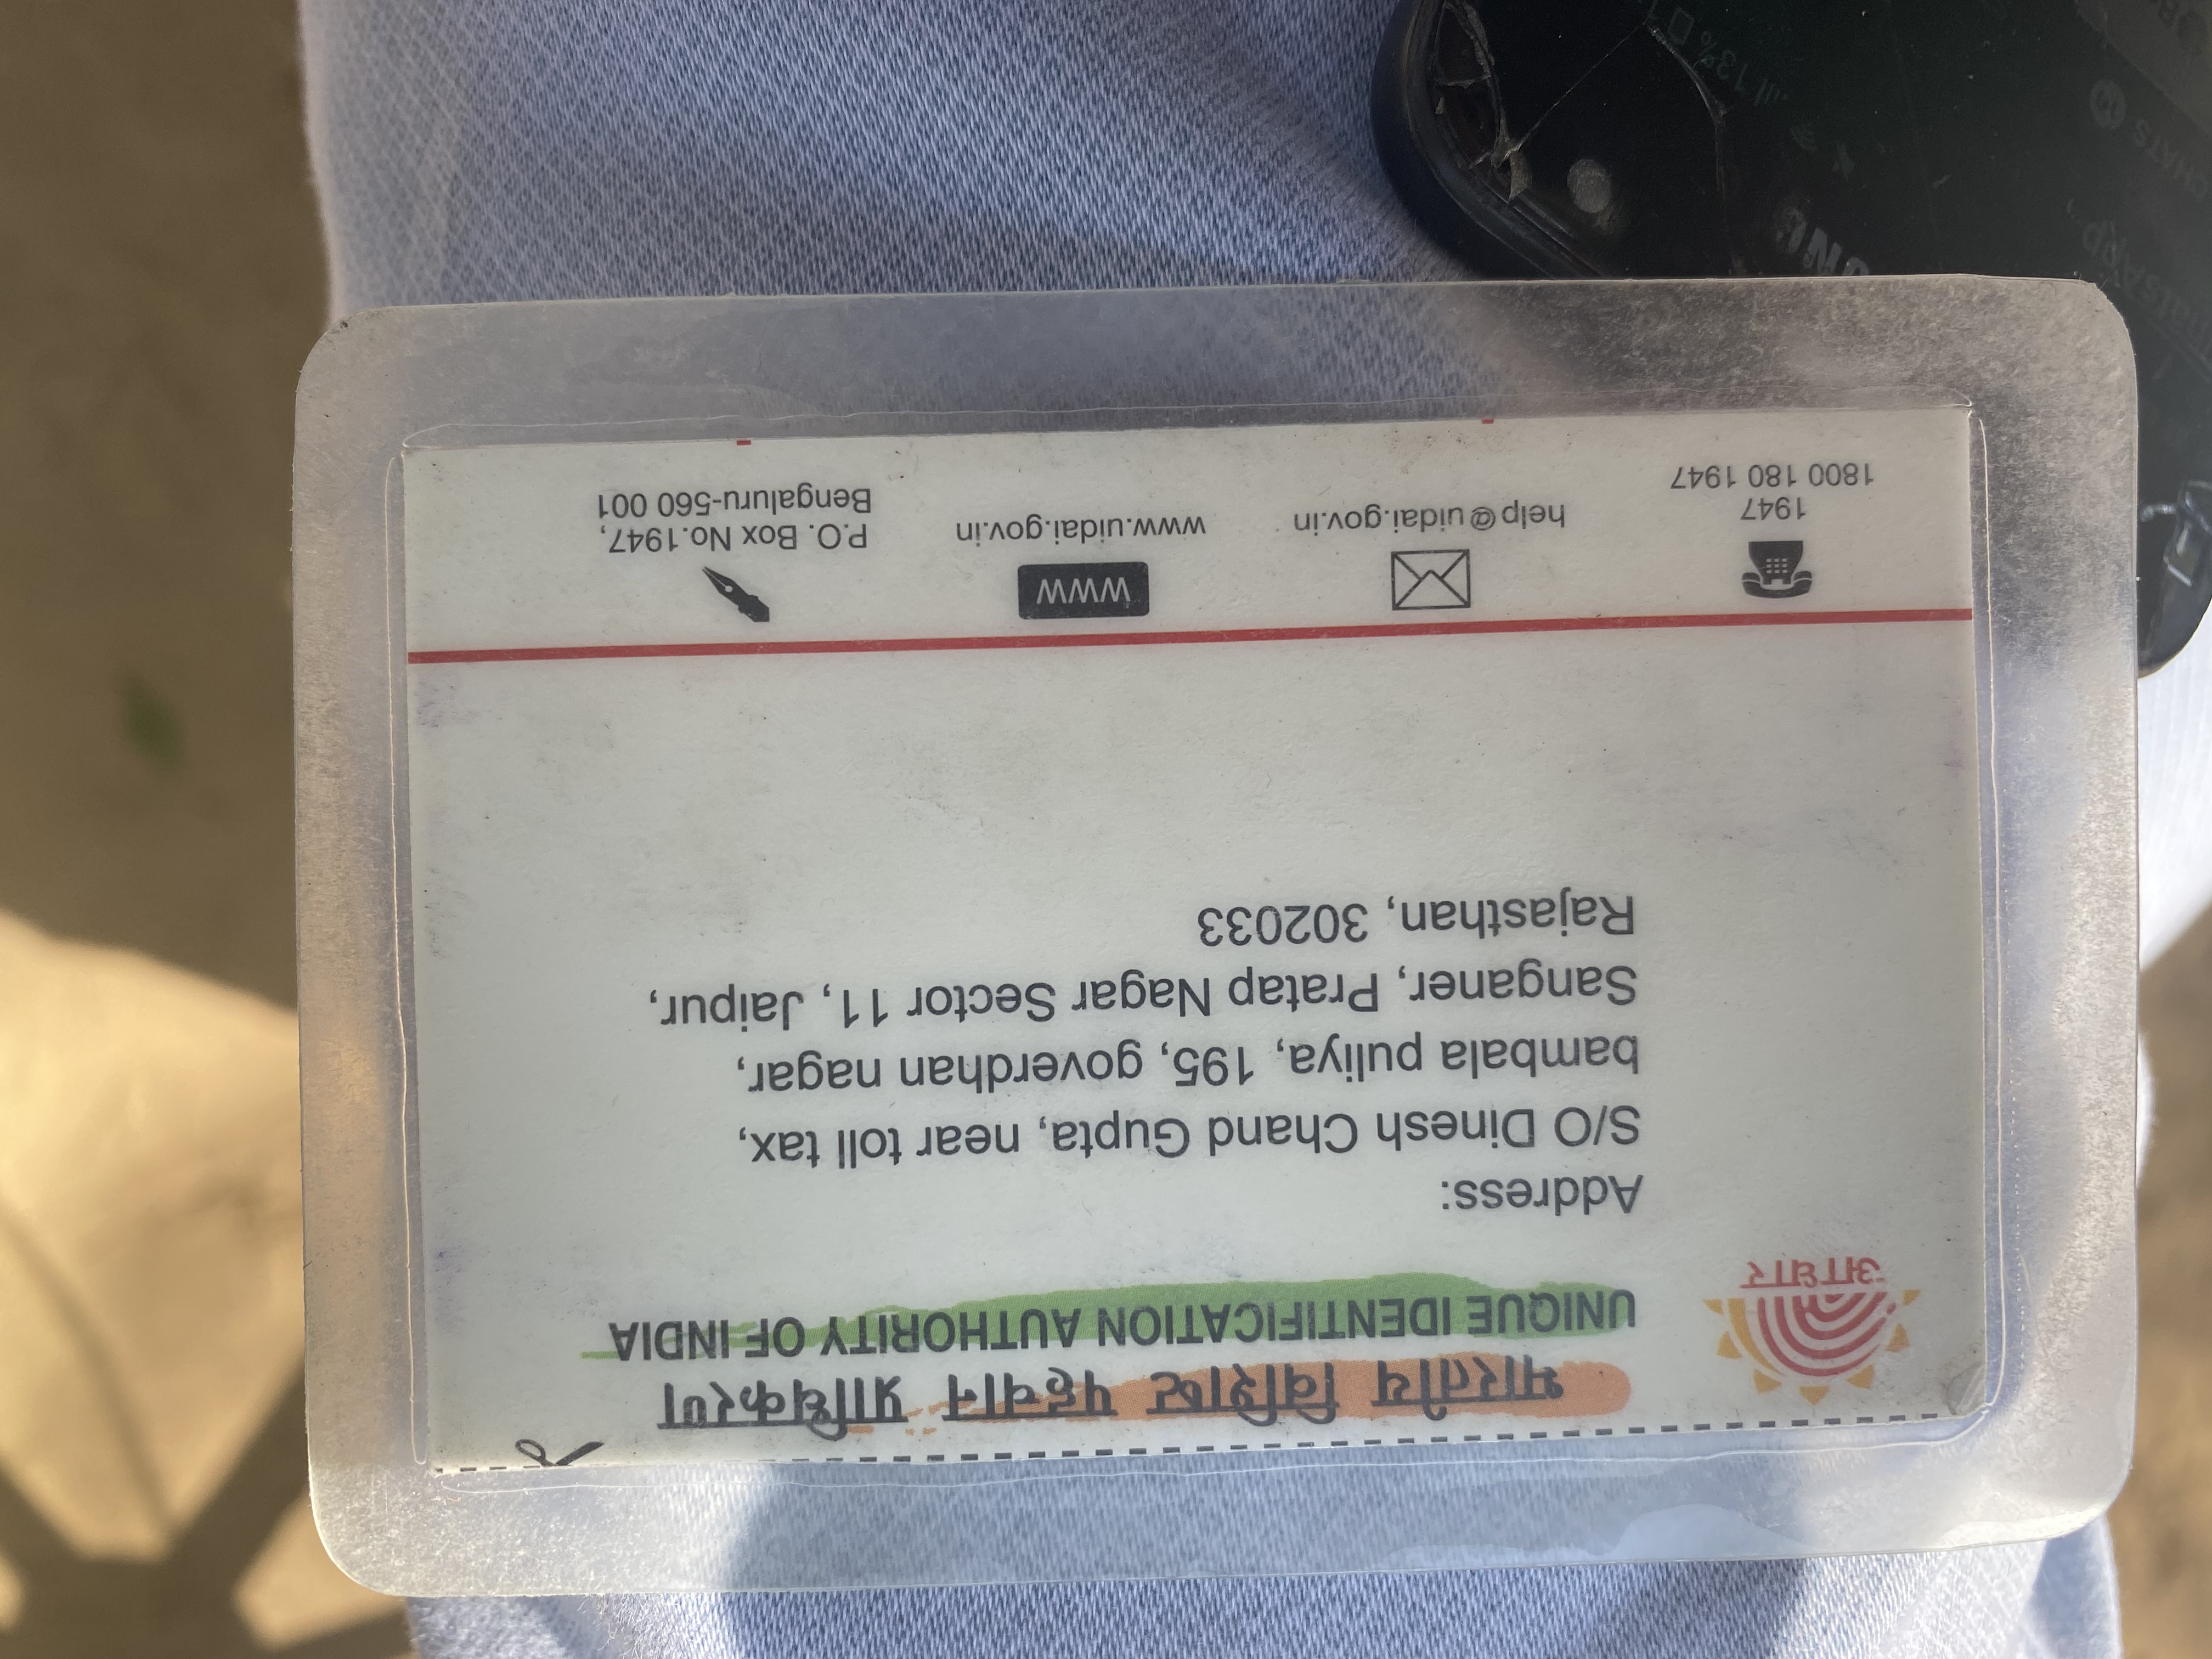 भारतीय विशिष्ट पहचान प्राधिकरण
UNIQUE IDENTIFICATION AUTHORITY OF INDIA
आधार
Address:
S/O Dinesh Chand Gupta, near toll tax,
bambala puliya, 195, goverdhan nagar,
Sanganer, Pratap Nagar Sector 11, Jaipur,
Rajasthan, 302033
1947
1800 180 1947
help@uidai.gov.in
www
www.uidai.gov.in
P.O. Box No.1947,
Bengaluru-560 001
13%
CHATS